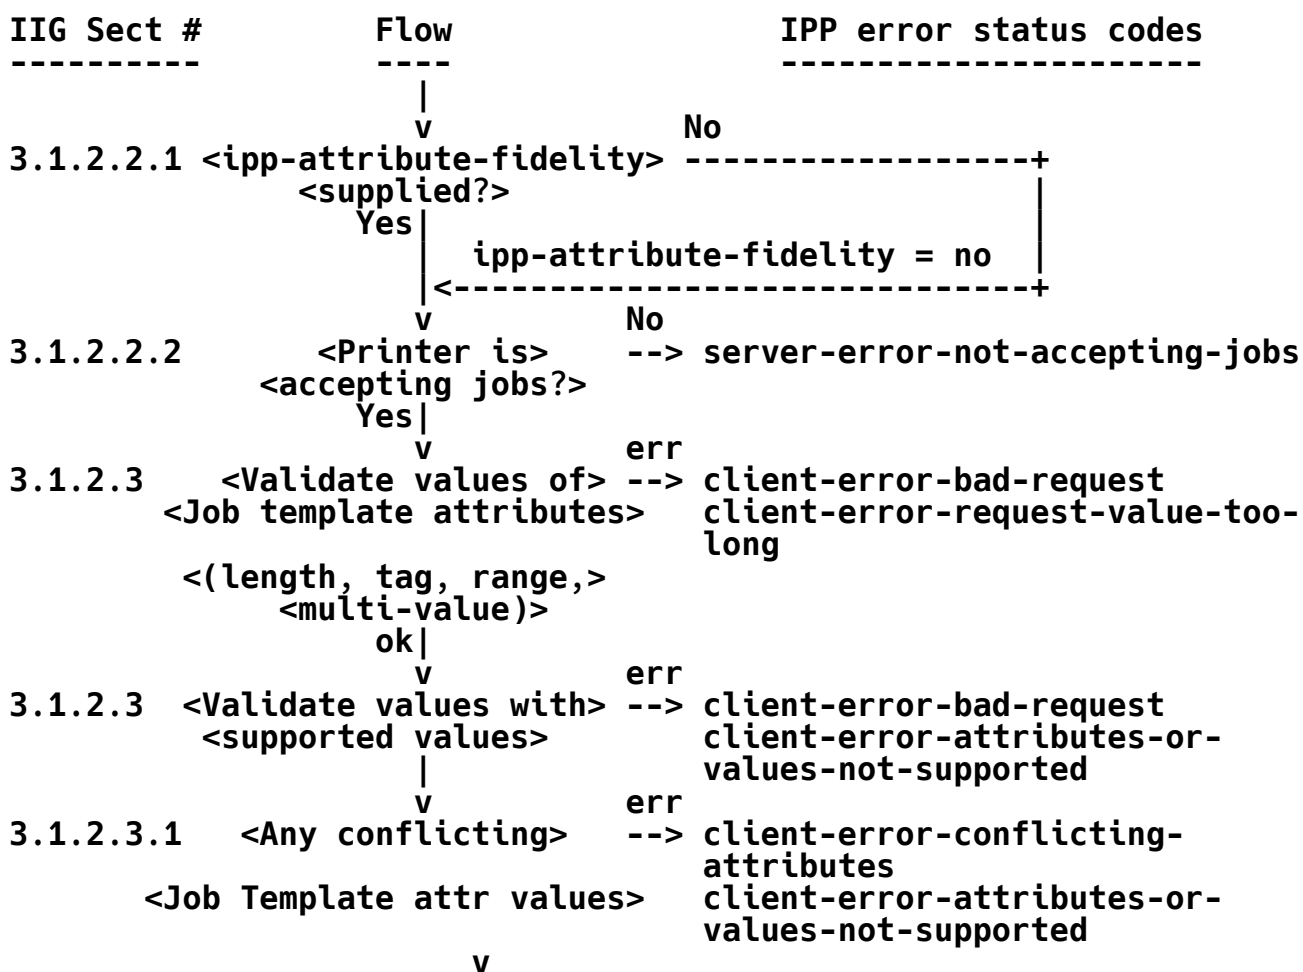 IIG Sect #         Flow                 IPP error status codes
----------         ----                 ----------------------
                     |
                     v             No
3.1.2.2.1 <ipp-attribute-fidelity> ------------------+
               <supplied?>                           |
                  Yes|                               |
                     |  ipp-attribute-fidelity = no  |
                     |<------------------------------+
                     v          No
3.1.2.2.2       <Printer is>    --> server-error-not-accepting-jobs
             <accepting jobs?>
                  Yes|
                     v          err
3.1.2.3    <Validate values of> --> client-error-bad-request
        <Job template attributes>   client-error-request-value-too-
                                    long
         <(length, tag, range,>
              <multi-value)>
                   ok|
                     v          err
3.1.2.3  <Validate values with> --> client-error-bad-request
          <supported values>        client-error-attributes-or-
                     |              values-not-supported
                     v          err
3.1.2.3.1   <Any conflicting>   --> client-error-conflicting-
                                    attributes
       <Job Template attr values>   client-error-attributes-or-
                                    values-not-supported
                        v